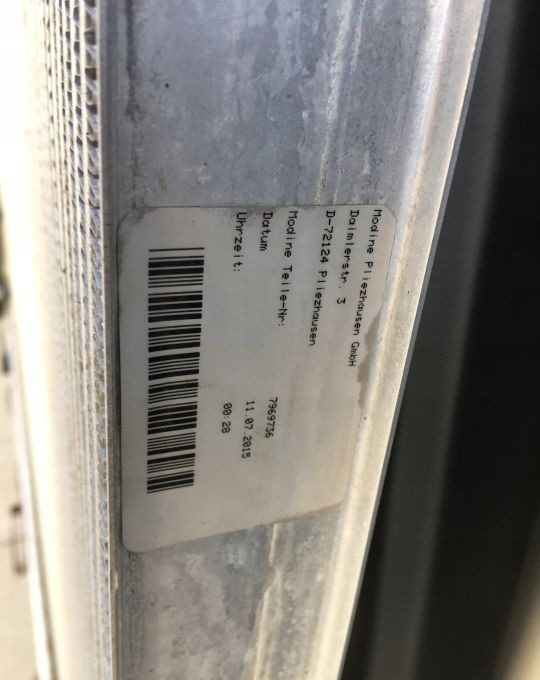 Modine Pliezhausen GmbH
Daimlerstr. 3
D-72124 Pliezhausen
Modine Teile-Nr: 7969736
Datum 11.07.2015
Uhrzeit: 00:28